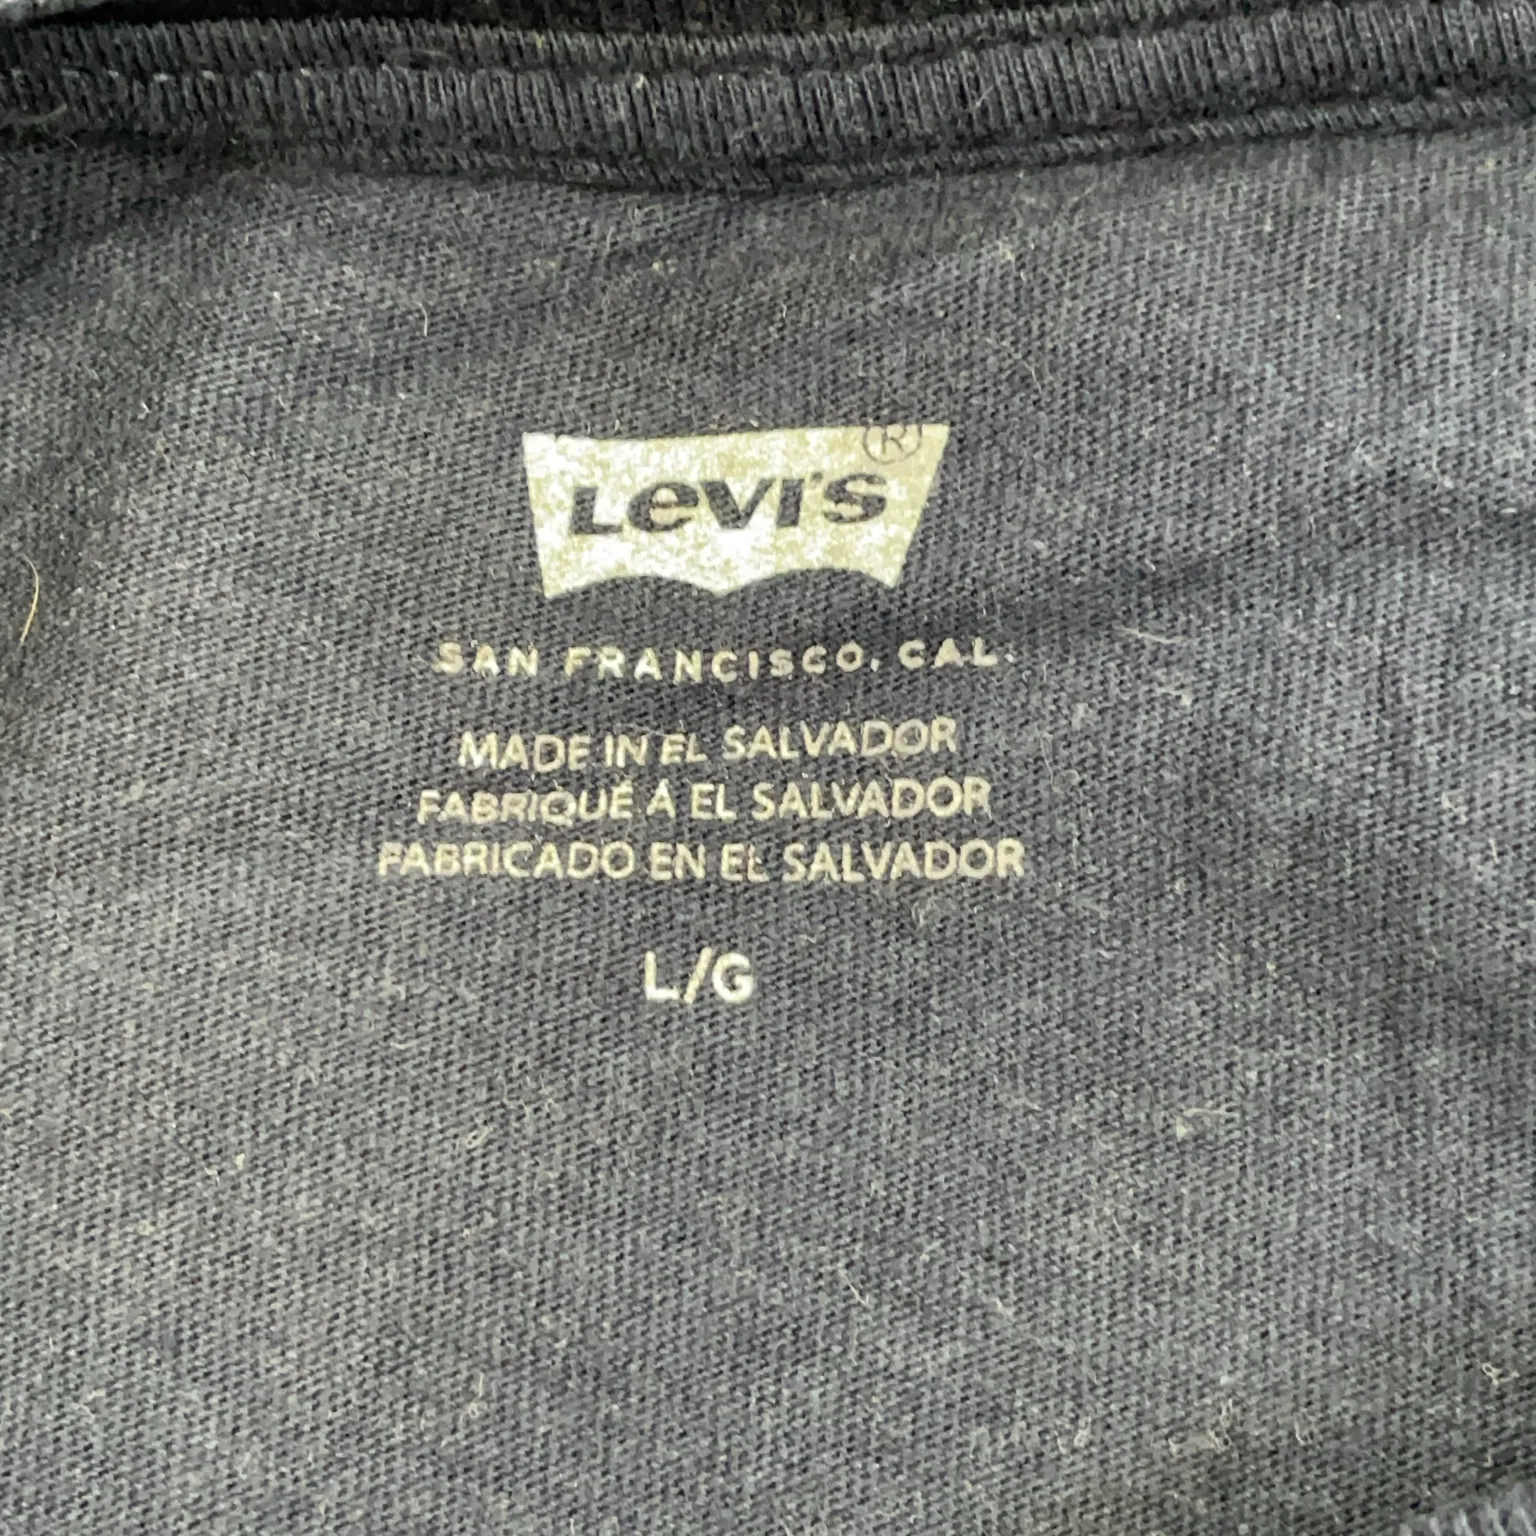 Levi's®
SAN FRANCISCO, CAL.
MADE IN EL SALVADOR
FABRIQUÉ À EL SALVADOR
FABRICADO EN EL SALVADOR
L/G